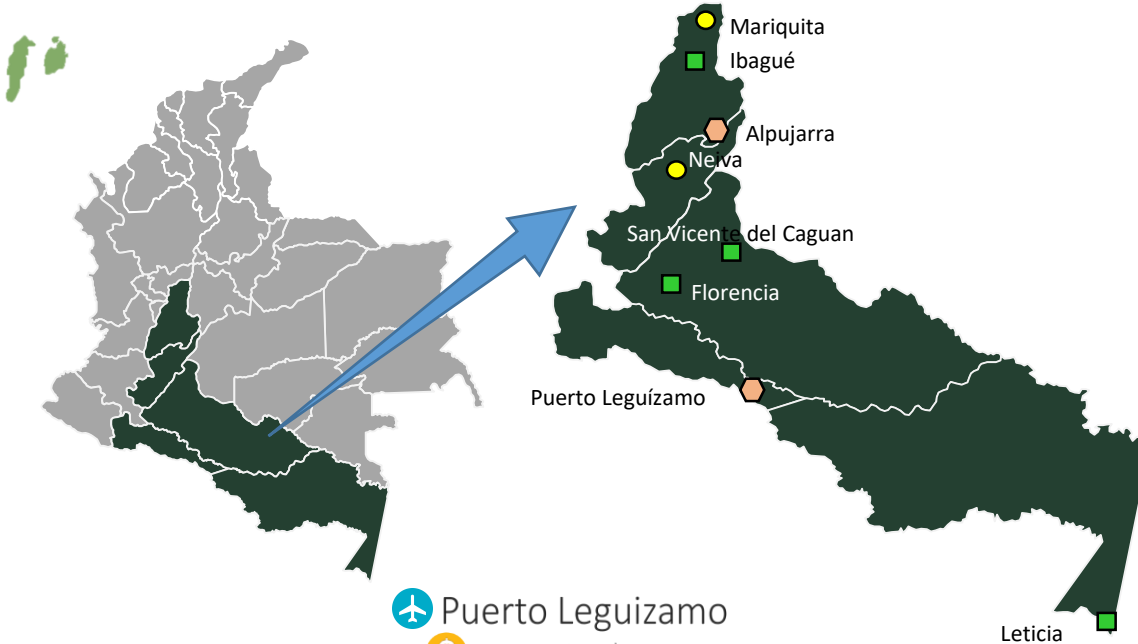 Mariquita
Ibagué
Alpujarra
Neiva
San Vicente del Caguan
Florencia
Puerto Leguízamo
Puerto Leguizamo
Leticia